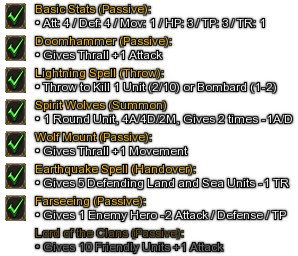 Basic Stats (Passive):
• Att: 4 / Def: 4 / Mov: 1 / HP: 3 / TP: 3 / TR: 1
Doomhammer (Passive):
• Gives Thrall +1 Attack
Lightning Spell (Throw):
• Throw to Kill 1 Unit (2/10) or Bombard (1-2)
Spirit Wolves (Summon)
• 1 Round Unit, 4A/4D/2M, Gives 2 times -1A/D
Wolf Mount (Passive):
• Gives Thrall +1 Movement
Earthquake Spell (Handover):
• Gives 5 Defending Land and Sea Units -1 TR
Farseeing (Passive):
• Gives 1 Enemy Hero -2 Attack / Defense / TP
Lord of the Clans (Passive):
• Gives 10 Friendly Units +1 Attack